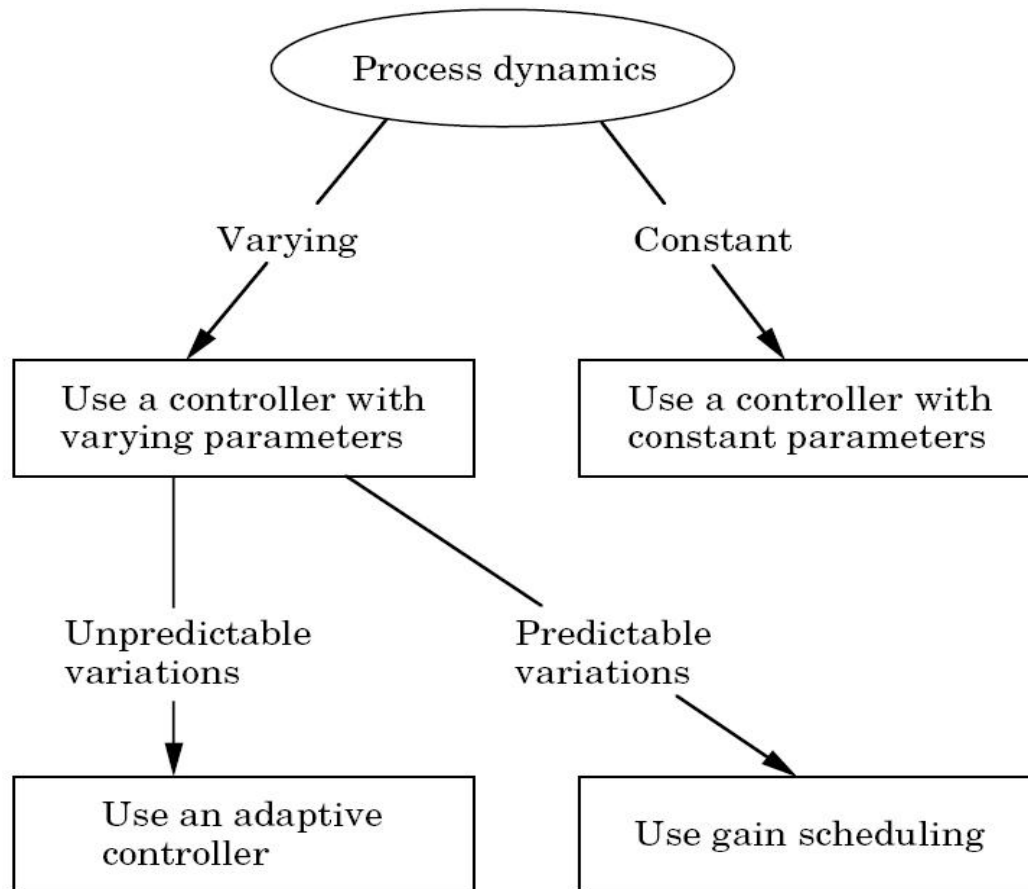 Process dynamics
Varying
Constant
Use a controller with
varying parameters
Use a controller with
constant parameters
Unpredictable
variations
Predictable
variations
Use an adaptive
controller
Use gain scheduling